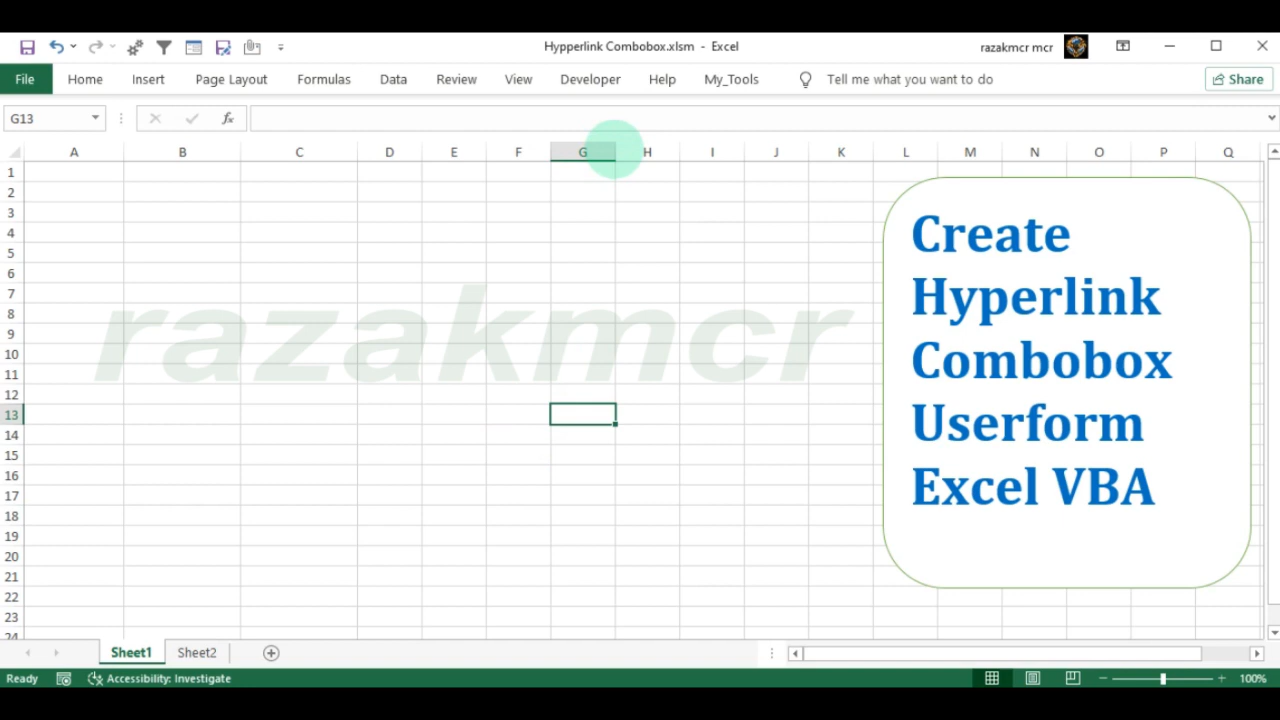 Hypperlink Combobox.xlsm - Excel
razakmcr mcr
File Home Insert Page Layout Formulas Data Review View Developer Help My_Tools Tell me what you want to do Share
G13 fx
A B C D E F G H I J K L M N O P Q
1
2
3
4
5
6
7
8
9
10
11
12
13
14
15
16
17
18
19
20
21
22
23
24
razakmcr
Create
Hyperlink
Combobox
Userform
Excel VBA
Sheet1 Sheet2
Ready Accessibility: Investigate 100%